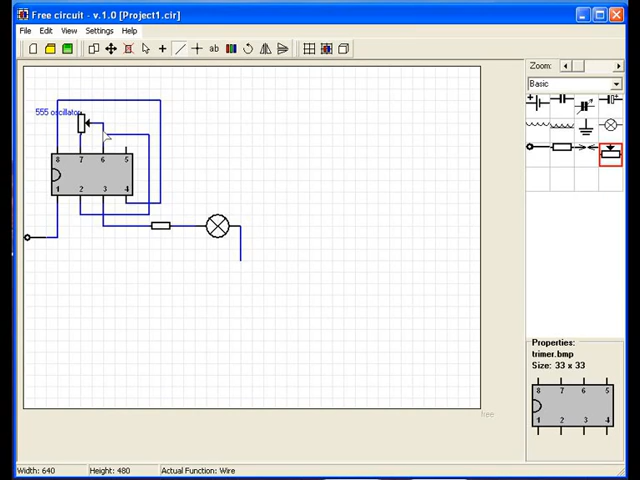 Free circuit - v.1.0 [Project1.cir]
File Edit View Settings Help
ab
Zoom:
Basic
555 oscillator
8 7 6 5
1 2 3 4
Properties:
trimer.bmp
Size: 33 x 33
8 7 6 5
1 2 3 4
free
Width: 640 Height: 480 Actual Function: Wire